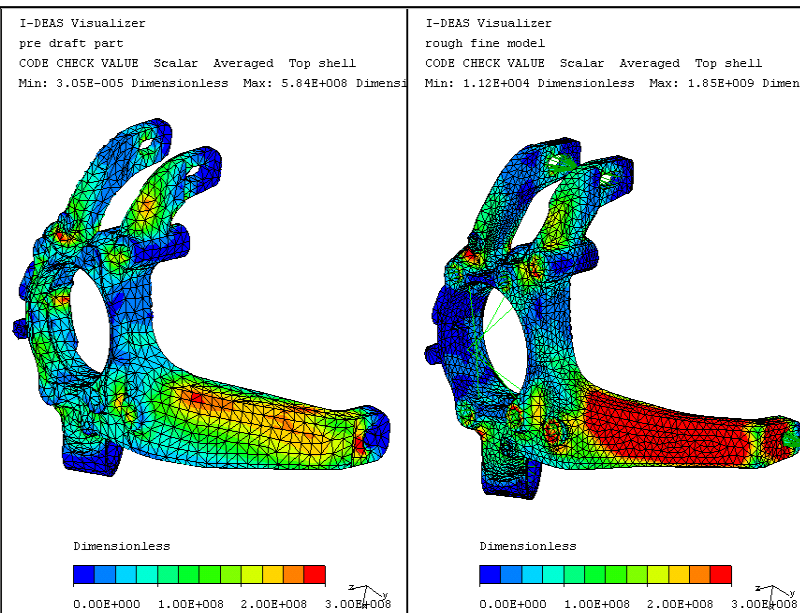 I-DEAS Visualizer
pre draft part
CODE CHECK VALUE  Scalar  Averaged  Top shell
Min: 3.05E-005 Dimensionless  Max: 5.84E+008 Dimensi
Dimensionless
0.00E+000 1.00E+008 2.00E+008 3.00E+008
z y
I-DEAS Visualizer
rough fine model
CODE CHECK VALUE  Scalar  Averaged  Top shell
Min: 1.12E+004 Dimensionless  Max: 1.85E+009 Dimen
Dimensionless
0.00E+000 1.00E+008 2.00E+008 3.00E+008
z y